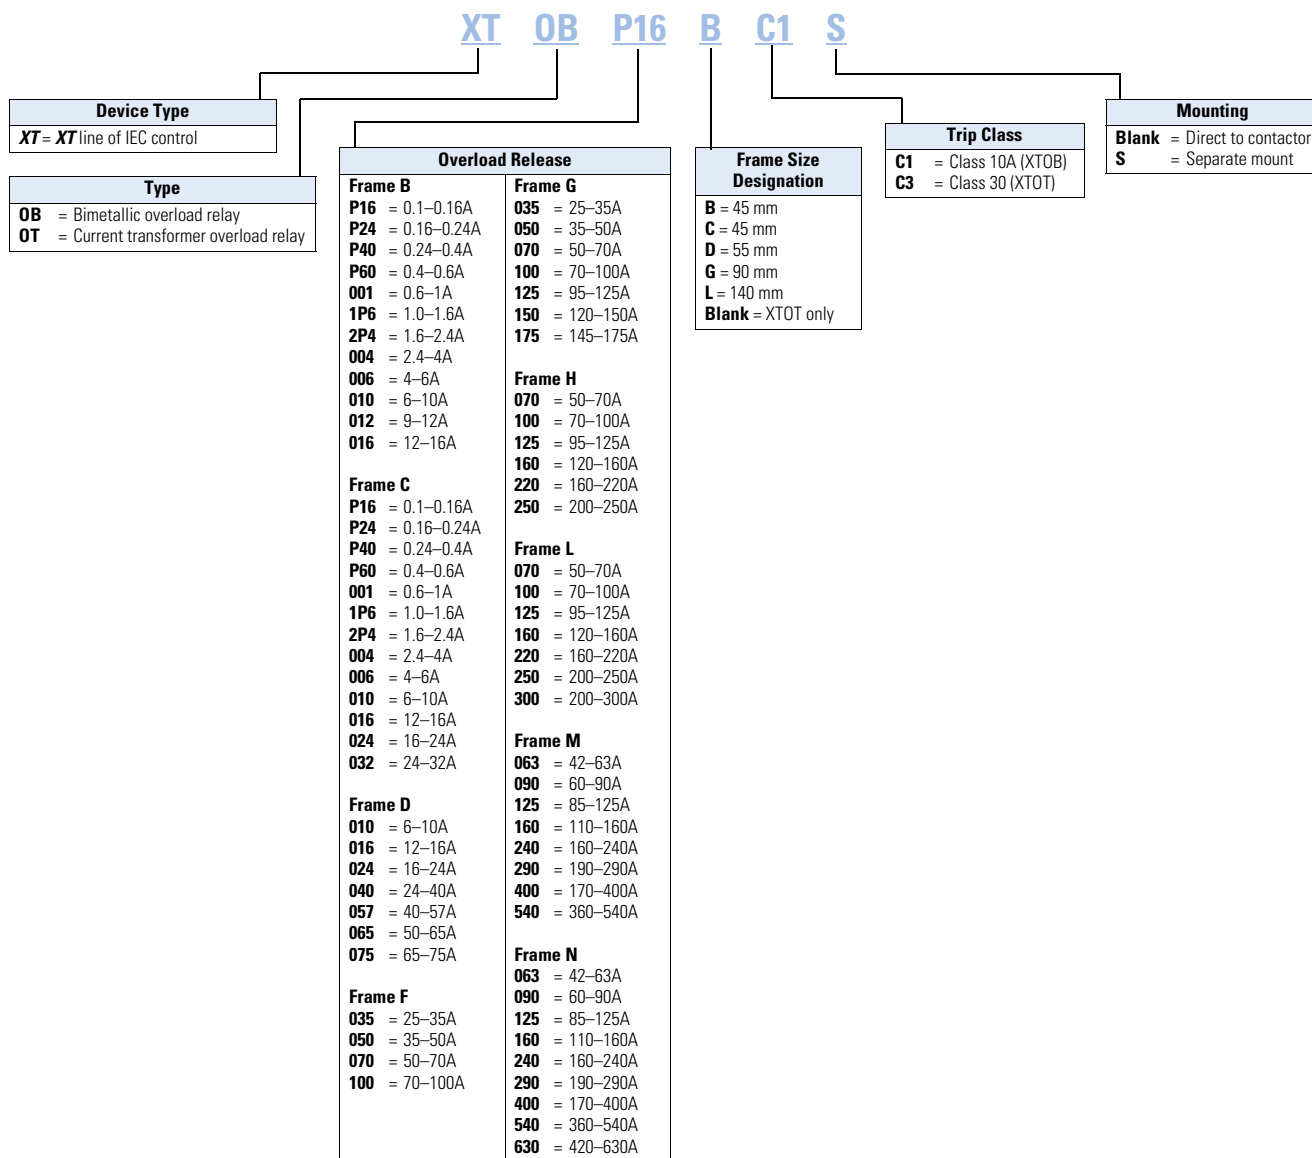 XT OB P16 B C1 S
Device Type
XT = XT line of IEC control
Type
OB = Bimetallic overload relay
OT = Current transformer overload relay
Overload Release
Frame B
P16 = 0.1–0.16A
P24 = 0.16–0.24A
P40 = 0.24–0.4A
P60 = 0.4–0.6A
001 = 0.6–1A
1P6 = 1.0–1.6A
2P4 = 1.6–2.4A
004 = 2.4–4A
006 = 4–6A
010 = 6–10A
012 = 9–12A
016 = 12–16A
Frame C
P16 = 0.1–0.16A
P24 = 0.16–0.24A
P40 = 0.24–0.4A
P60 = 0.4–0.6A
001 = 0.6–1A
1P6 = 1.0–1.6A
2P4 = 1.6–2.4A
004 = 2.4–4A
006 = 4–6A
010 = 6–10A
016 = 12–16A
024 = 16–24A
032 = 24–32A
Frame D
010 = 6–10A
016 = 12–16A
024 = 16–24A
040 = 24–40A
057 = 40–57A
065 = 50–65A
075 = 65–75A
Frame F
035 = 25–35A
050 = 35–50A
070 = 50–70A
100 = 70–100A
Frame G
035 = 25–35A
050 = 35–50A
070 = 50–70A
100 = 70–100A
125 = 95–125A
150 = 120–150A
175 = 145–175A
Frame H
070 = 50–70A
100 = 70–100A
125 = 95–125A
160 = 120–160A
220 = 160–220A
250 = 200–250A
Frame L
070 = 50–70A
100 = 70–100A
125 = 95–125A
160 = 120–160A
220 = 160–220A
250 = 200–250A
300 = 200–300A
Frame M
063 = 42–63A
090 = 60–90A
125 = 85–125A
160 = 110–160A
240 = 160–240A
290 = 190–290A
400 = 170–400A
540 = 360–540A
Frame N
063 = 42–63A
090 = 60–90A
125 = 85–125A
160 = 110–160A
240 = 160–240A
290 = 190–290A
400 = 170–400A
540 = 360–540A
630 = 420–630A
Frame Size
Designation
B = 45 mm
C = 45 mm
D = 55 mm
G = 90 mm
L = 140 mm
Blank = XTOT only
Trip Class
C1 = Class 10A (XTOB)
C3 = Class 30 (XTOT)
Mounting
Blank = Direct to contactor
S = Separate mount